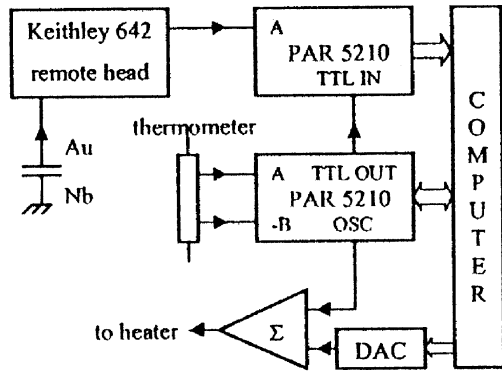 Keithley 642
remote head
A
PAR 5210
TTL IN
COMPUTER
thermometer
Au
Nb
A TTL OUT
PAR 5210
-B OSC
to heater
Σ
DAC